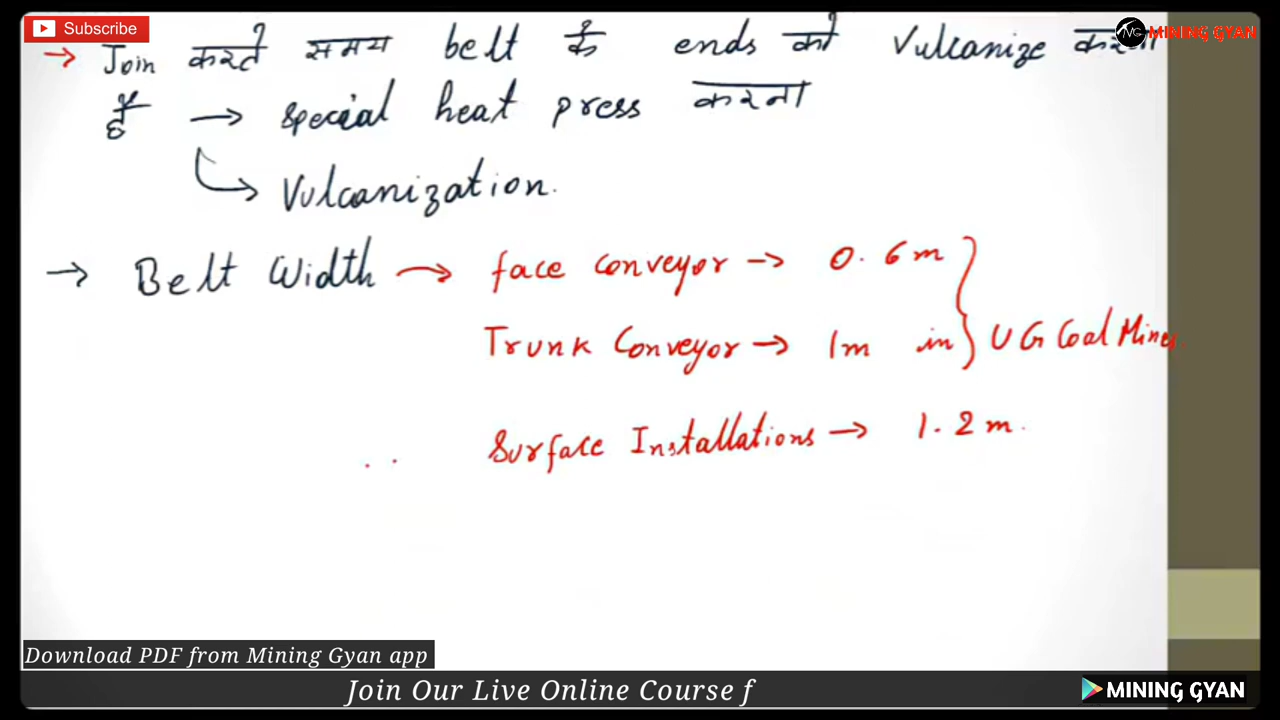 Subscribe
MINING GYAN
→ Join करते समय belt के ends को Vulcanize करना
है → Special heat press करना
↳ Vulcanization.
→ Belt Width → face conveyor → 0.6m
Trunk Conveyor → 1m in } UG Coal Mines
Surface Installations → 1.2m.
Download PDF from Mining Gyan app
Join Our Live Online Course f
MINING GYAN